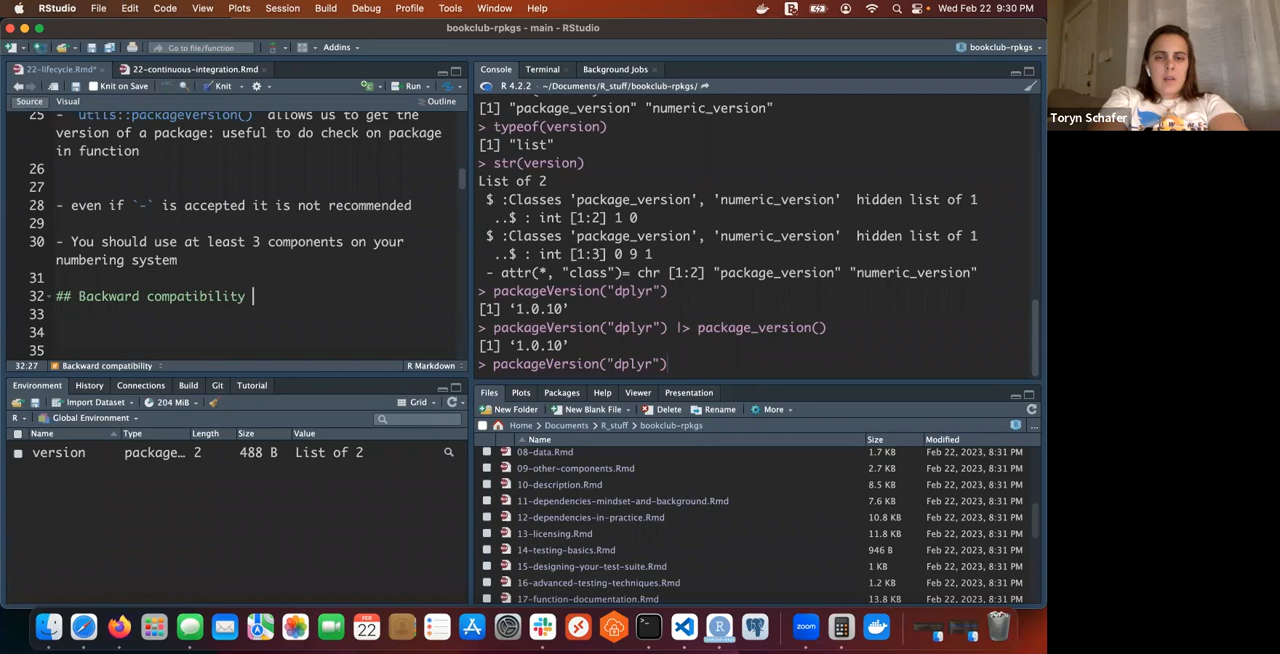 RStudio File Edit Code View Plots Session Build Debug Profile Tools Window Help Wed Feb 22 9:30 PM
bookclub-rpkgs - main - RStudio
Go to file/function Addins bookclub-rpkgs
22-lifecycle.Rmd* 22-continuous-integration.Rmd
Knit on Save Knit Run
Source Visual Outline
25 - `utils::packageVersion()` allows us to get the
version of a package: useful to do check on package
in function
26
27
28 - even if `-` is accepted it is not recommended
29
30 - You should use at least 3 components on your
numbering system
31
32 ## Backward compatibility
33
34
35
32:27 Backward compatibility R Markdown
Console Terminal Background Jobs
R 4.2.2 · ~/Documents/R_stuff/bookclub-rpkgs/
[1] "package_version" "numeric_version"
> typeof(version)
[1] "list"
> str(version)
List of 2
$ :Classes 'package_version', 'numeric_version' hidden list of 1
..$ : int [1:2] 1 0
$ :Classes 'package_version', 'numeric_version' hidden list of 1
..$ : int [1:3] 0 9 1
- attr(*, "class")= chr [1:2] "package_version" "numeric_version"
> packageVersion("dplyr")
[1] ‘1.0.10’
> packageVersion("dplyr") |> package_version()
[1] ‘1.0.10’
> packageVersion("dplyr")
Environment History Connections Build Git Tutorial
Import Dataset 204 MiB Grid
R Global Environment
Name Type Length Size Value
version package… 2 488 B List of 2
Files Plots Packages Help Viewer Presentation
New Folder New Blank File Delete Rename More
Home Documents R_stuff bookclub-rpkgs
Name Size Modified
08-data.Rmd 1.7 KB Feb 22, 2023, 8:31 PM
09-other-components.Rmd 2.7 KB Feb 22, 2023, 8:31 PM
10-description.Rmd 8.5 KB Feb 22, 2023, 8:31 PM
11-dependencies-mindset-and-background.Rmd 7.6 KB Feb 22, 2023, 8:31 PM
12-dependencies-in-practice.Rmd 10.8 KB Feb 22, 2023, 8:31 PM
13-licensing.Rmd 11.8 KB Feb 22, 2023, 8:31 PM
14-testing-basics.Rmd 946 B Feb 22, 2023, 8:31 PM
15-designing-your-test-suite.Rmd 1 KB Feb 22, 2023, 8:31 PM
16-advanced-testing-techniques.Rmd 1.2 KB Feb 22, 2023, 8:31 PM
17-function-documentation.Rmd 13.8 KB Feb 22, 2023, 8:31 PM
FEB
22
zoom
Toryn Schafer